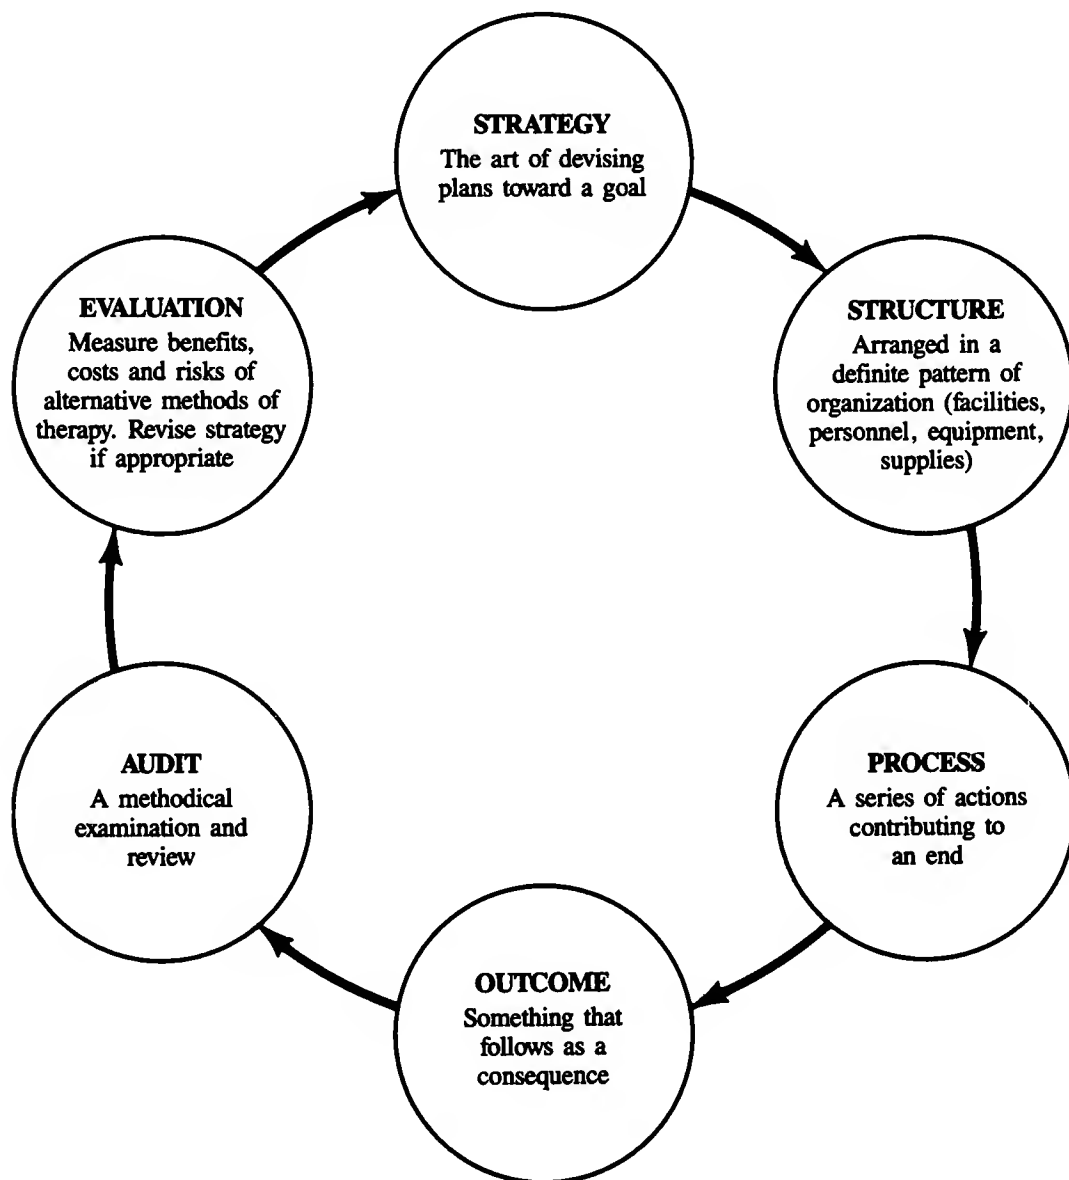 STRATEGY
The art of devising
plans toward a goal
STRUCTURE
Arranged in a
definite pattern of
organization (facilities,
personnel, equipment,
supplies)
PROCESS
A series of actions
contributing to
an end
OUTCOME
Something that
follows as a
consequence
AUDIT
A methodical
examination and
review
EVALUATION
Measure benefits,
costs and risks of
alternative methods of
therapy. Revise strategy
if appropriate